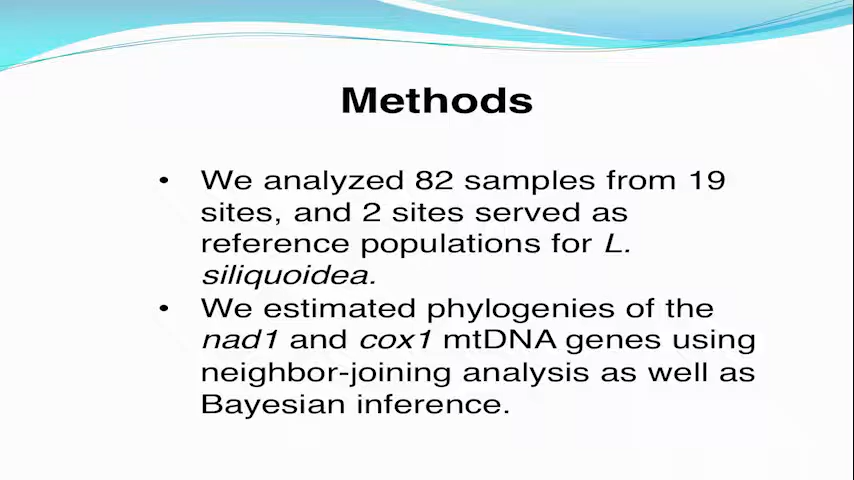 Methods
• We analyzed 82 samples from 19
sites, and 2 sites served as
reference populations for L.
siliquoidea.
• We estimated phylogenies of the
nad1 and cox1 mtDNA genes using
neighbor-joining analysis as well as
Bayesian inference.